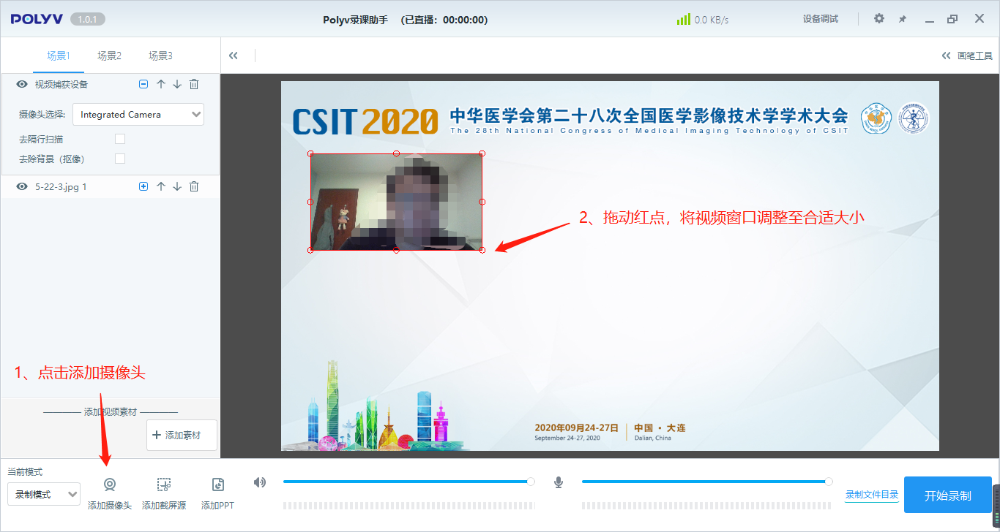 POLYV 1.0.1
Polyv录课助手 (已直播：00:00:00)
0.0 KB/s
设备调试
场景1 场景2 场景3
画笔工具
视频捕获设备
摄像头选择: Integrated Camera
去隔行扫描
去除背景（抠像）
5-22-3.jpg 1
CSIT 2020 中华医学会第二十八次全国医学影像技术学学术大会
The 28th National Congress of Medical Imaging Technology of CSIT
2、拖动红点，将视频窗口调整至合适大小
1、点击添加摄像头
2020年09月24-27日 中国 · 大连
September 24-27, 2020 Dalian, China
添加视频素材
+ 添加素材
当前模式
录制模式
添加摄像头 添加截屏源 添加PPT
录制文件目录
开始录制